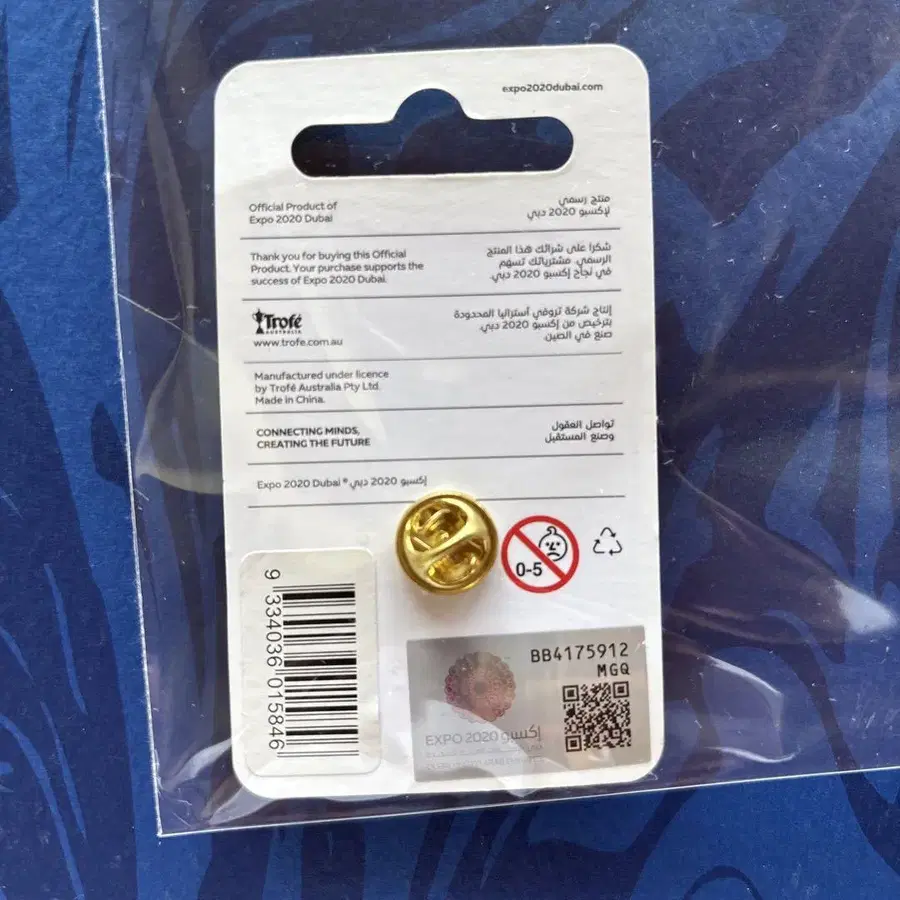 expo2020dubai.com
Official Product of
Expo 2020 Dubai
منتج رسمي
لإكسبو 2020 دبي
Thank you for buying this Official
Product. Your purchase supports the
success of Expo 2020 Dubai.
شكرا على شرائك هذا المنتج
الرسمي. مشترياتك تسهم
في نجاح إكسبو 2020 دبي.
Trofé
AUSTRALIA
www.trofe.com.au
إنتاج شركة تروفي أستراليا المحدودة
بترخيص من إكسبو 2020 دبي.
صنع في الصين.
Manufactured under licence
by Trofé Australia Pty Ltd.
Made in China.
CONNECTING MINDS,
CREATING THE FUTURE
تواصل العقول
وصنع المستقبل
Expo 2020 Dubai ® إكسبو 2020 دبي
0-5
9 334036 015846
BB4175912
MGQ
EXPO 2020 إكسبو